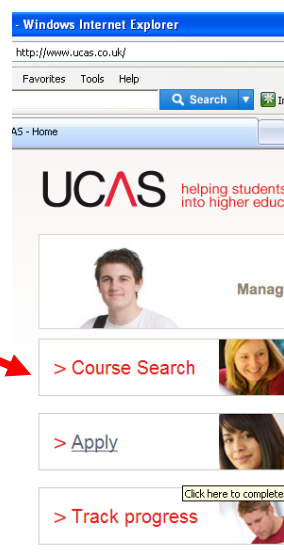 - Windows Internet Explorer
http://www.ucas.co.uk/
Favorites Tools Help
Search
AS - Home
UCAS
helping students
into higher educ
Manag
> Course Search
> Apply
Click here to complete
> Track progress